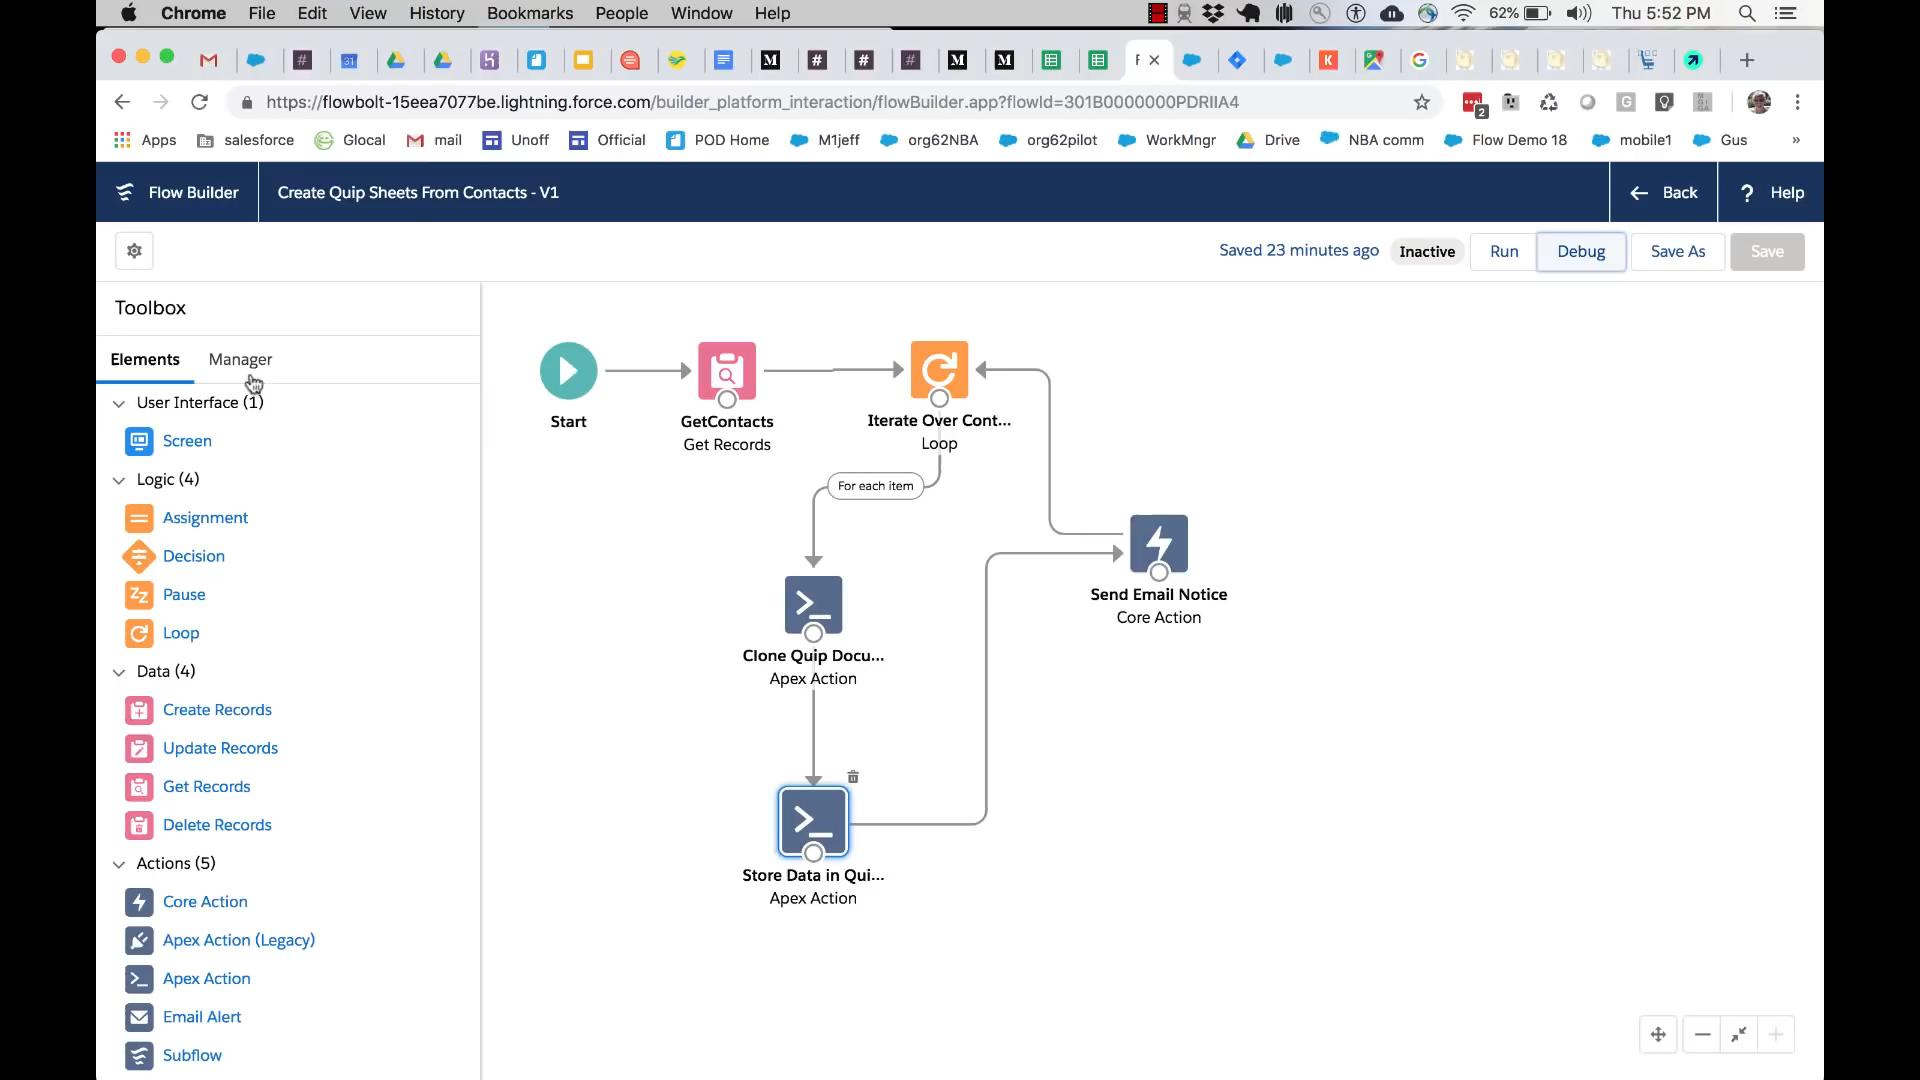 Chrome File Edit View History Bookmarks People Window Help 62% Thu 5:52 PM
31 M # # # M M F K G
https://flowbolt-15eea7077be.lightning.force.com/builder_platform_interaction/flowBuilder.app?flowId=301B0000000PDRIIA4 2 G
Apps salesforce Glocal mail Unoff Official POD Home M1jeff org62NBA org62pilot WorkMngr Drive NBA comm Flow Demo 18 mobile1 Gus »
Flow Builder Create Quip Sheets From Contacts - V1 Back ? Help
Saved 23 minutes ago Inactive Run Debug Save As Save
Toolbox
Elements Manager
User Interface (1)
Screen
Logic (4)
Assignment
Decision
Pause
Loop
Data (4)
Create Records
Update Records
Get Records
Delete Records
Actions (5)
Core Action
Apex Action (Legacy)
Apex Action
Email Alert
Subflow
Start
GetContacts
Get Records
Iterate Over Cont...
Loop
For each item
Send Email Notice
Core Action
Clone Quip Docu...
Apex Action
Store Data in Qui...
Apex Action